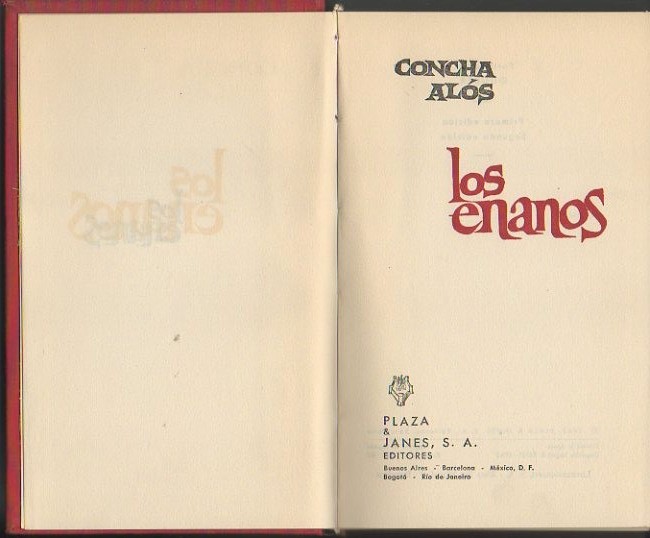 CONCHA
ALÓS
los
enanos
PLAZA
&
JANES, S. A.
EDITORES
Buenos Aires - Barcelona - México, D. F.
Bogotá - Río de Janeiro